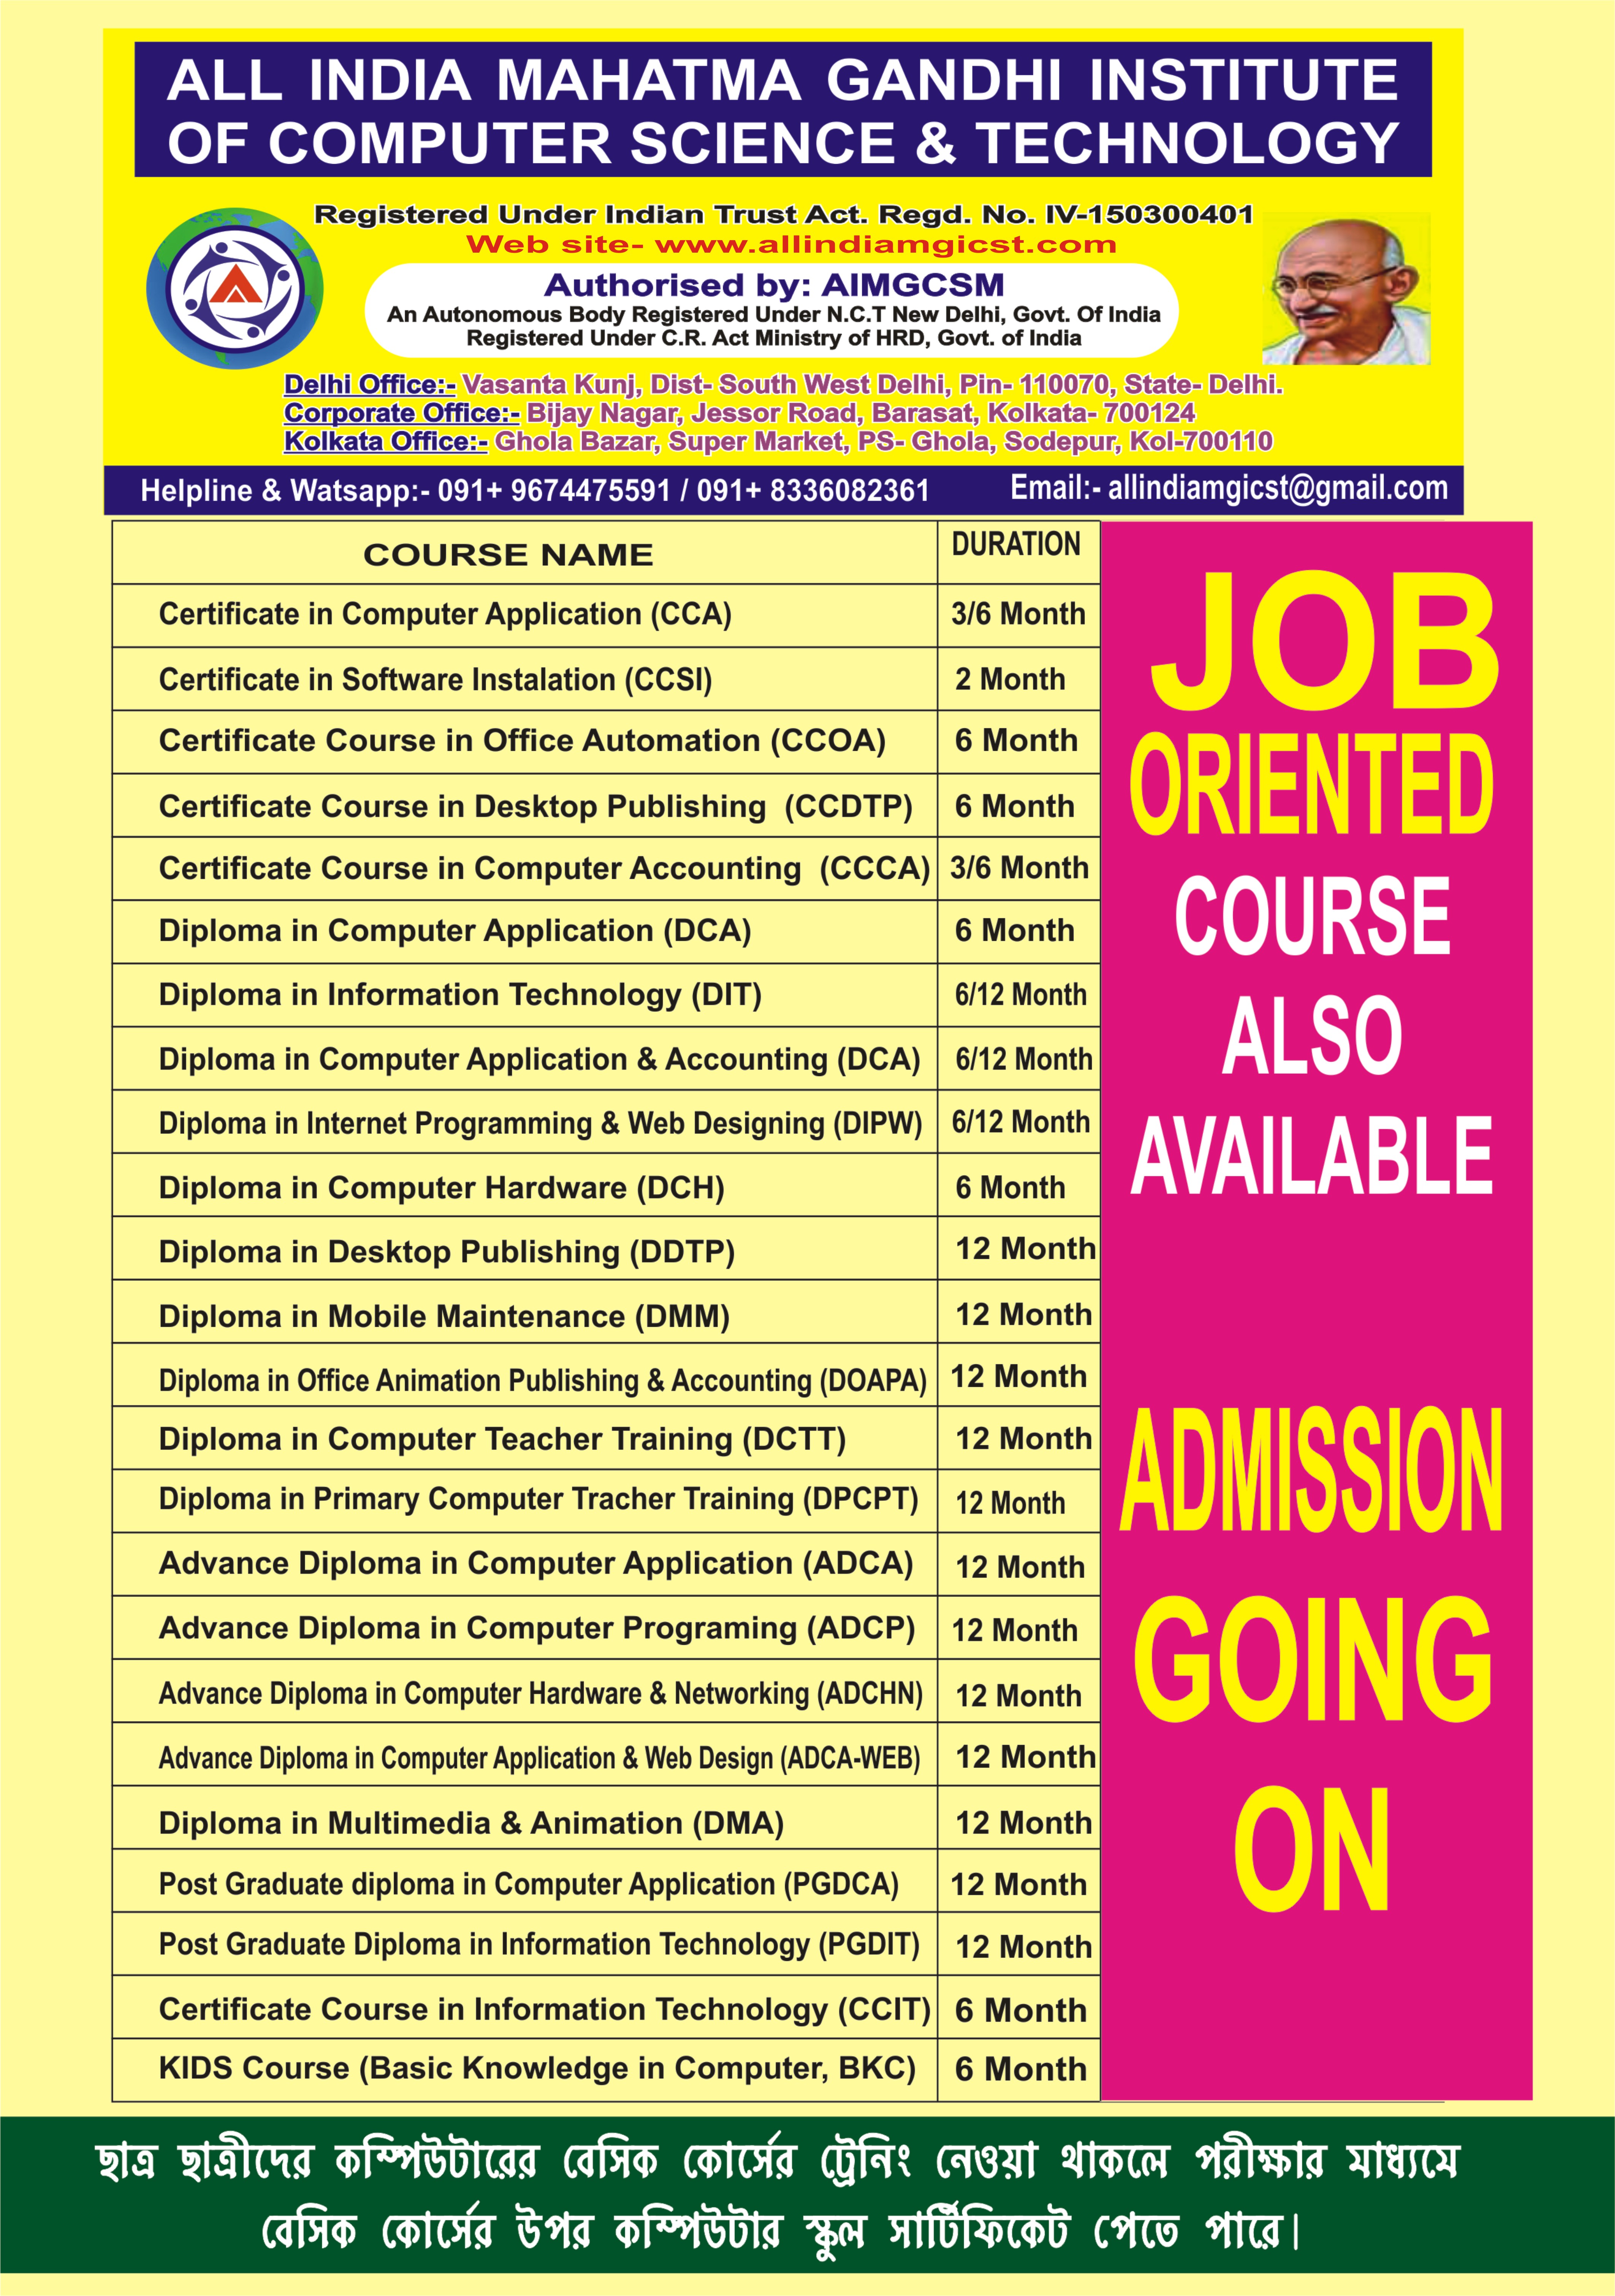 ALL INDIA MAHATMA GANDHI INSTITUTE
OF COMPUTER SCIENCE & TECHNOLOGY
Registered Under Indian Trust Act. Regd. No. IV-150300401
Web site- www.allindiamgicst.com
Authorised by: AIMGCSM
An Autonomous Body Registered Under N.C.T New Delhi, Govt. Of India
Registered Under C.R. Act Ministry of HRD, Govt. of India
Delhi Office:- Vasanta Kunj, Dist- South West Delhi, Pin- 110070, State- Delhi.
Corporate Office:- Bijay Nagar, Jessor Road, Barasat, Kolkata- 700124
Kolkata Office:- Ghola Bazar, Super Market, PS- Ghola, Sodepur, Kol-700110
Helpline & Watsapp:- 091+ 9674475591 / 091+ 8336082361 Email:- allindiamgicst@gmail.com
COURSE NAME DURATION
Certificate in Computer Application (CCA) 3/6 Month
Certificate in Software Instalation (CCSI) 2 Month
Certificate Course in Office Automation (CCOA) 6 Month
Certificate Course in Desktop Publishing (CCDTP) 6 Month
Certificate Course in Computer Accounting (CCCA) 3/6 Month
Diploma in Computer Application (DCA) 6 Month
Diploma in Information Technology (DIT) 6/12 Month
Diploma in Computer Application & Accounting (DCA) 6/12 Month
Diploma in Internet Programming & Web Designing (DIPW) 6/12 Month
Diploma in Computer Hardware (DCH) 6 Month
Diploma in Desktop Publishing (DDTP) 12 Month
Diploma in Mobile Maintenance (DMM) 12 Month
Diploma in Office Animation Publishing & Accounting (DOAPA) 12 Month
Diploma in Computer Teacher Training (DCTT) 12 Month
Diploma in Primary Computer Tracher Training (DPCPT) 12 Month
Advance Diploma in Computer Application (ADCA) 12 Month
Advance Diploma in Computer Programing (ADCP) 12 Month
Advance Diploma in Computer Hardware & Networking (ADCHN) 12 Month
Advance Diploma in Computer Application & Web Design (ADCA-WEB) 12 Month
Diploma in Multimedia & Animation (DMA) 12 Month
Post Graduate diploma in Computer Application (PGDCA) 12 Month
Post Graduate Diploma in Information Technology (PGDIT) 12 Month
Certificate Course in Information Technology (CCIT) 6 Month
KIDS Course (Basic Knowledge in Computer, BKC) 6 Month
JOB
ORIENTED
COURSE
ALSO
AVAILABLE
ADMISSION
GOING
ON
ছাত্র ছাত্রীদের কম্পিউটারের বেসিক কোর্সের ট্রেনিং নেওয়া থাকলে পরীক্ষার মাধ্যমে
বেসিক কোর্সের উপর কম্পিউটার স্কুল সার্টিফিকেট পেতে পারে।